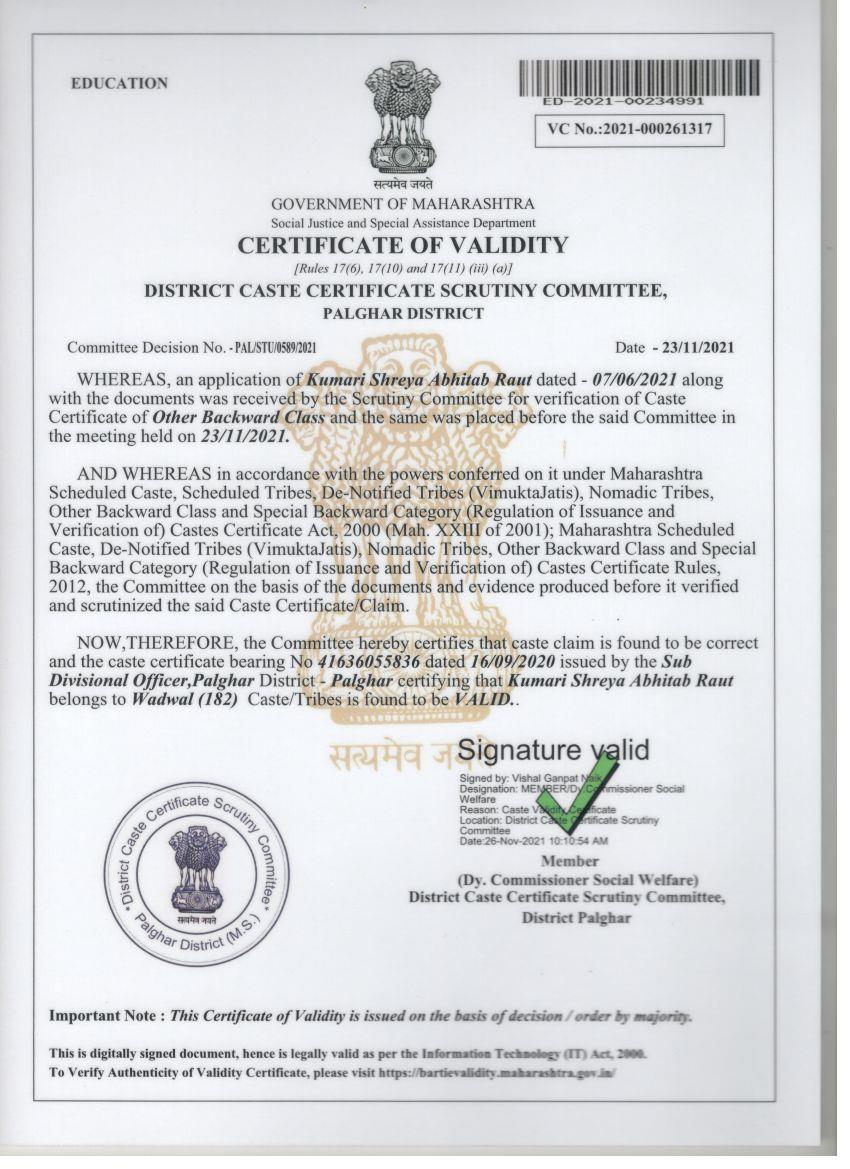 EDUCATION
ED-2021-00234991
VC No.:2021-000261317
सत्यमेव जयते
GOVERNMENT OF MAHARASHTRA
Social Justice and Special Assistance Department
CERTIFICATE OF VALIDITY
[Rules 17(6), 17(10) and 17(11) (iii) (a)]
DISTRICT CASTE CERTIFICATE SCRUTINY COMMITTEE,
PALGHAR DISTRICT
Committee Decision No. - PAL/STU/0589/2021 Date - 23/11/2021
WHEREAS, an application of Kumari Shreya Abhitab Raut dated - 07/06/2021 along
with the documents was received by the Scrutiny Committee for verification of Caste
Certificate of Other Backward Class and the same was placed before the said Committee in
the meeting held on 23/11/2021.
AND WHEREAS in accordance with the powers conferred on it under Maharashtra
Scheduled Caste, Scheduled Tribes, De-Notified Tribes (VimuktaJatis), Nomadic Tribes,
Other Backward Class and Special Backward Category (Regulation of Issuance and
Verification of) Castes Certificate Act, 2000 (Mah. XXIII of 2001); Maharashtra Scheduled
Caste, De-Notified Tribes (VimuktaJatis), Nomadic Tribes, Other Backward Class and Special
Backward Category (Regulation of Issuance and Verification of) Castes Certificate Rules,
2012, the Committee on the basis of the documents and evidence produced before it verified
and scrutinized the said Caste Certificate/Claim.
NOW,THEREFORE, the Committee hereby certifies that caste claim is found to be correct
and the caste certificate bearing No 41636055836 dated 16/09/2020 issued by the Sub
Divisional Officer,Palghar District - Palghar certifying that Kumari Shreya Abhitab Raut
belongs to Wadwal (182) Caste/Tribes is found to be VALID..
सत्यमेव जयते
Signature valid
Signed by: Vishal Ganpat Naik
Designation: MEMBER/Dy. Commissioner Social
Welfare
Reason: Caste Validity Certificate
Location: District Caste Certificate Scrutiny
Committee
Date:26-Nov-2021 10:10:54 AM
Member
(Dy. Commissioner Social Welfare)
District Caste Certificate Scrutiny Committee,
District Palghar
* District Caste Certificate Scrutiny Committee *
सत्यमेव जयते
Palghar District (M.S.)
Important Note : This Certificate of Validity is issued on the basis of decision / order by majority.
This is digitally signed document, hence is legally valid as per the Information Technology (IT) Act, 2000.
To Verify Authenticity of Validity Certificate, please visit https://bartievalidity.maharashtra.gov.in/